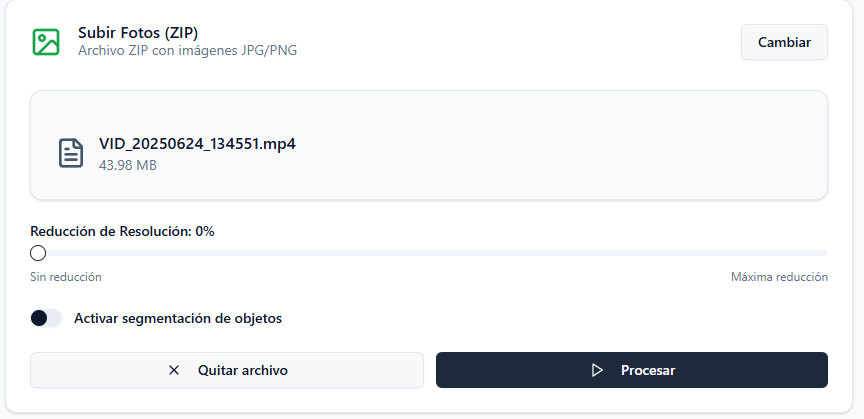 Subir Fotos (ZIP)
Archivo ZIP con imágenes JPG/PNG
Cambiar
VID_20250624_134551.mp4
43.98 MB
Reducción de Resolución: 0%
Sin reducción
Máxima reducción
Activar segmentación de objetos
Quitar archivo
Procesar